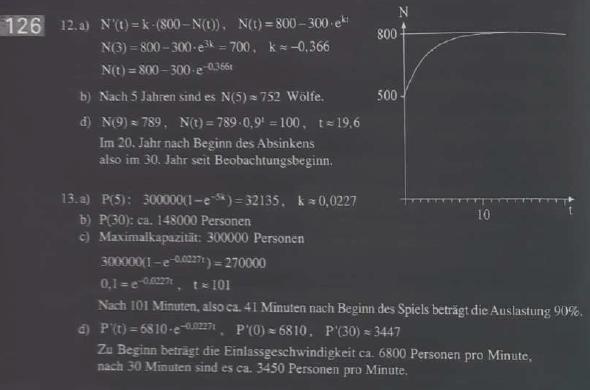 126
12. a) N'(t) = k · (800 – N(t)), N(t) = 800 – 300 · e^{kt}
N(3) = 800 – 300 · e^{3k} = 700, k ≈ –0,366
N(t) = 800 – 300 · e^{–0,366t}
b) Nach 5 Jahren sind es N(5) ≈ 752 Wölfe.
d) N(9) ≈ 789, N(t) = 789 · 0,9^t = 100, t ≈ 19,6
Im 20. Jahr nach Beginn des Absinkens
also im 30. Jahr seit Beobachtungsbeginn.
N
800
500
10
t
13. a) P(5): 300000(1 – e^{–5k}) = 32135, k ≈ 0,0227
b) P(30): ca. 148000 Personen
c) Maximalkapazität: 300000 Personen
300000(1 – e^{–0,0227t}) = 270000
0,1 = e^{–0,0227t}, t ≈ 101
Nach 101 Minuten, also ca. 41 Minuten nach Beginn des Spiels beträgt die Auslastung 90%.
d) P'(t) = 6810 · e^{–0,0227t}, P'(0) ≈ 6810, P'(30) ≈ 3447
Zu Beginn beträgt die Einlassgeschwindigkeit ca. 6800 Personen pro Minute,
nach 30 Minuten sind es ca. 3450 Personen pro Minute.